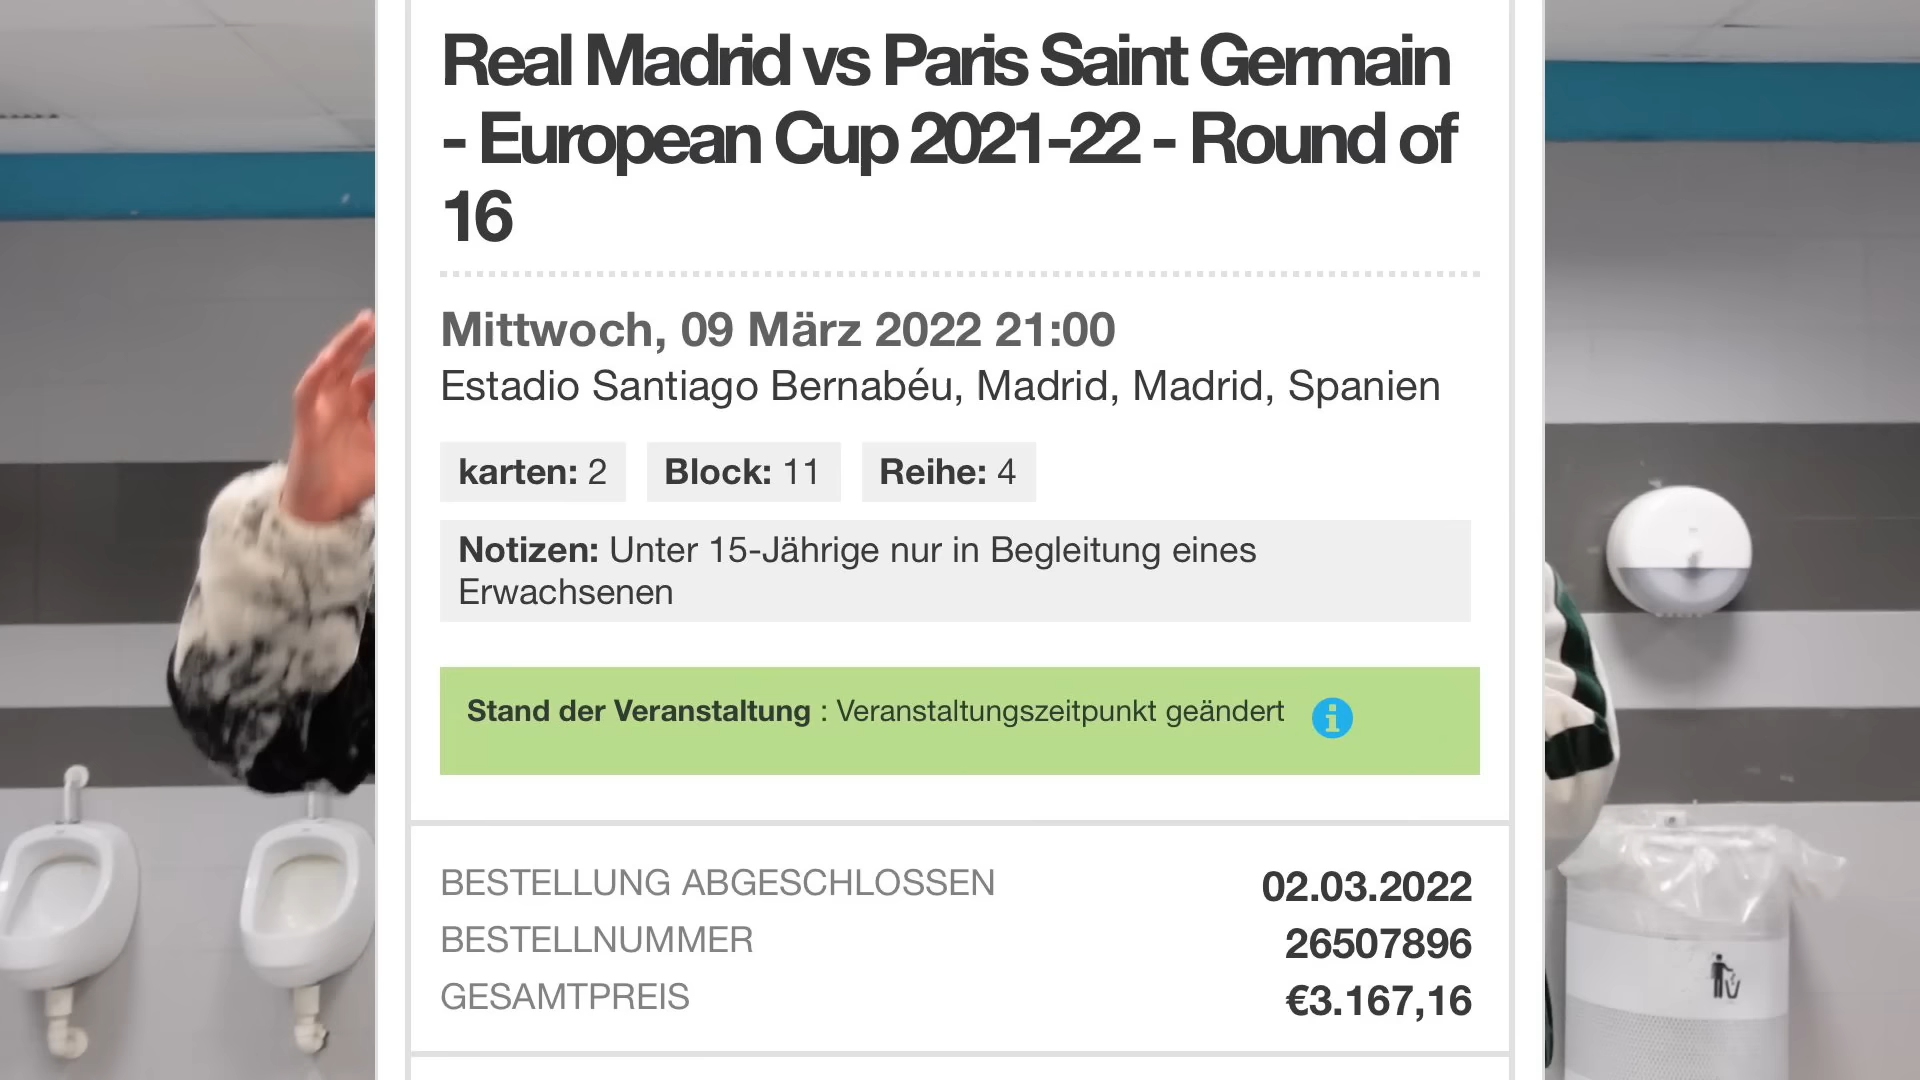 Real Madrid vs Paris Saint Germain
- European Cup 2021-22 - Round of
16
Mittwoch, 09 März 2022 21:00
Estadio Santiago Bernabéu, Madrid, Madrid, Spanien
karten: 2 Block: 11 Reihe: 4
Notizen: Unter 15-Jährige nur in Begleitung eines
Erwachsenen
Stand der Veranstaltung : Veranstaltungszeitpunkt geändert
BESTELLUNG ABGESCHLOSSEN 02.03.2022
BESTELLNUMMER 26507896
GESAMTPREIS €3.167,16